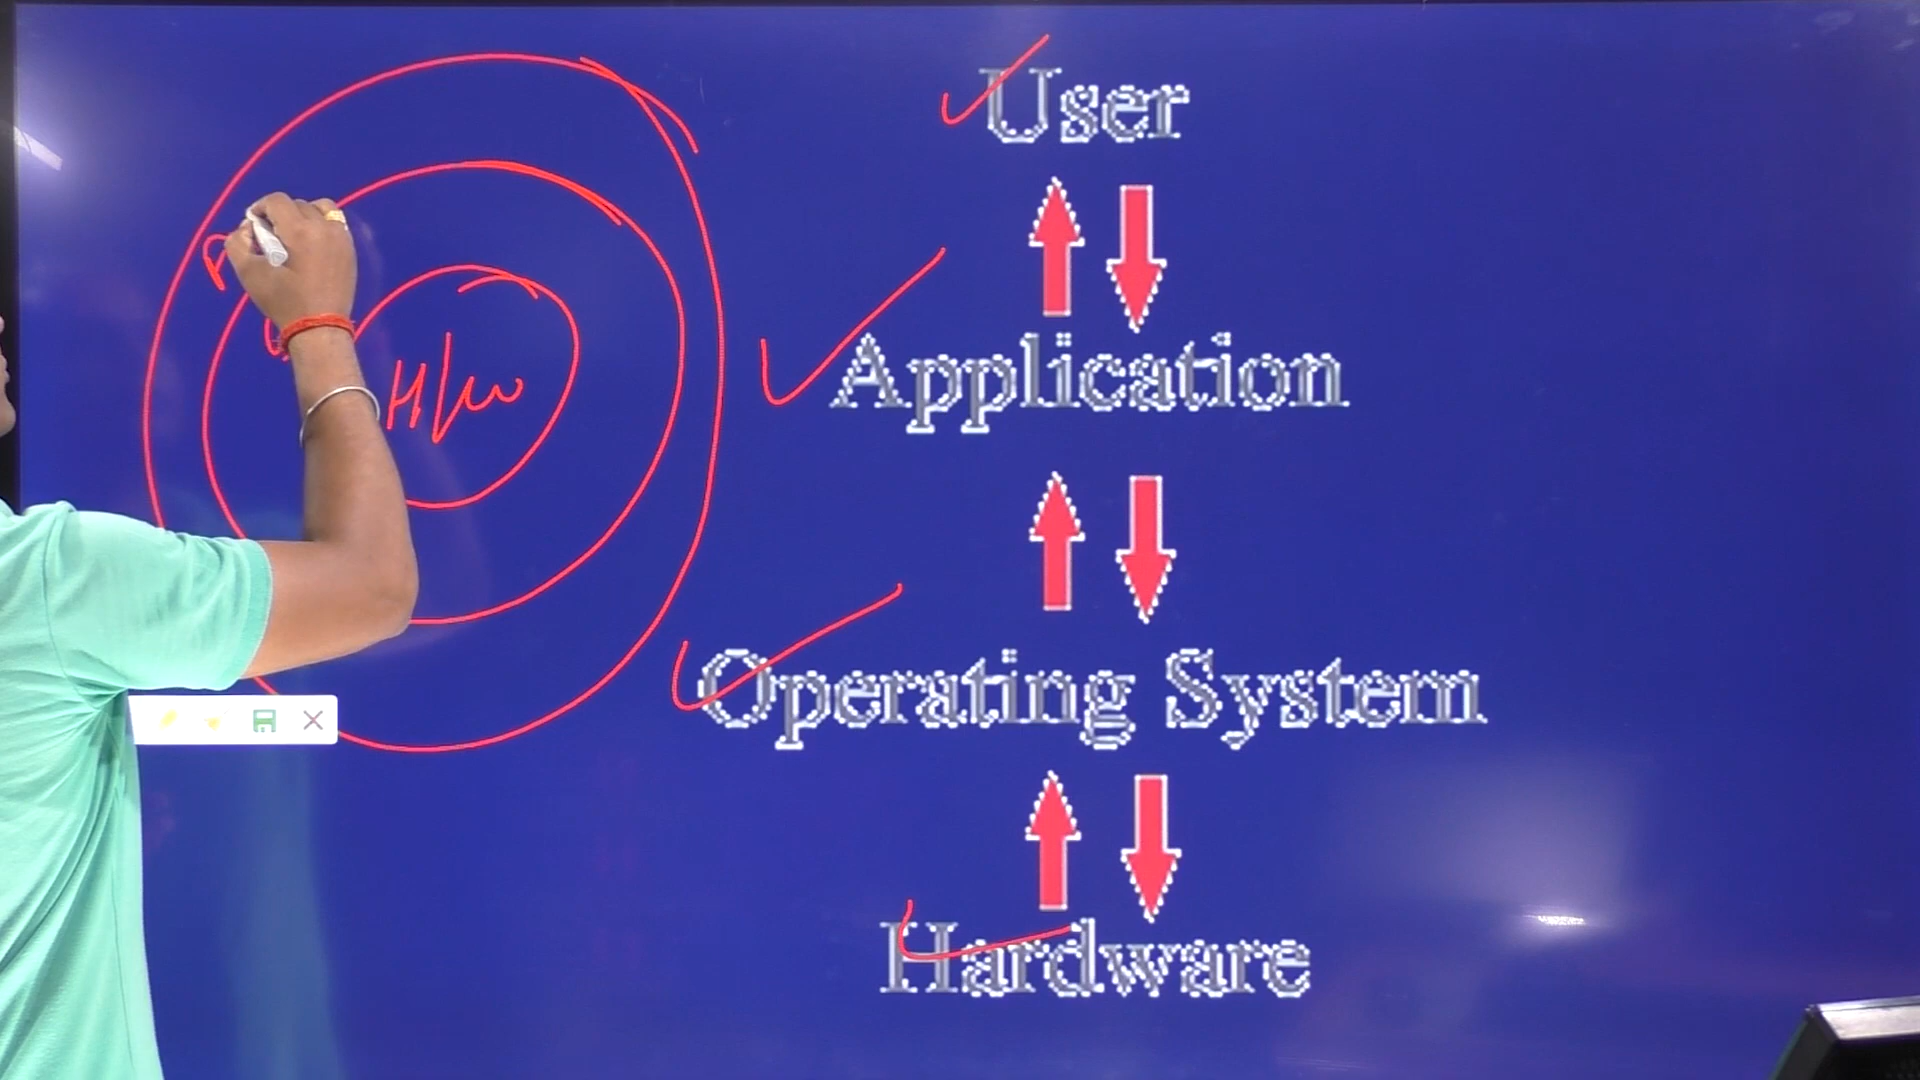 User
Application
H/w
Operating System
Hardware